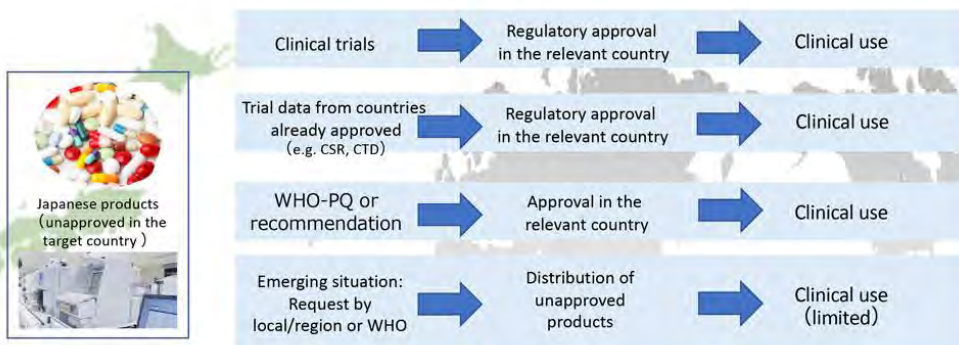 Japanese products
（unapproved in the
target country ）
Clinical trials
Regulatory approval
in the relevant country
Clinical use
Trial data from countries
already approved
（e.g. CSR, CTD）
Regulatory approval
in the relevant country
Clinical use
WHO-PQ or
recommendation
Approval in the
relevant country
Clinical use
Emerging situation:
Request by
local/region or WHO
Distribution of
unapproved
products
Clinical use
（limited）